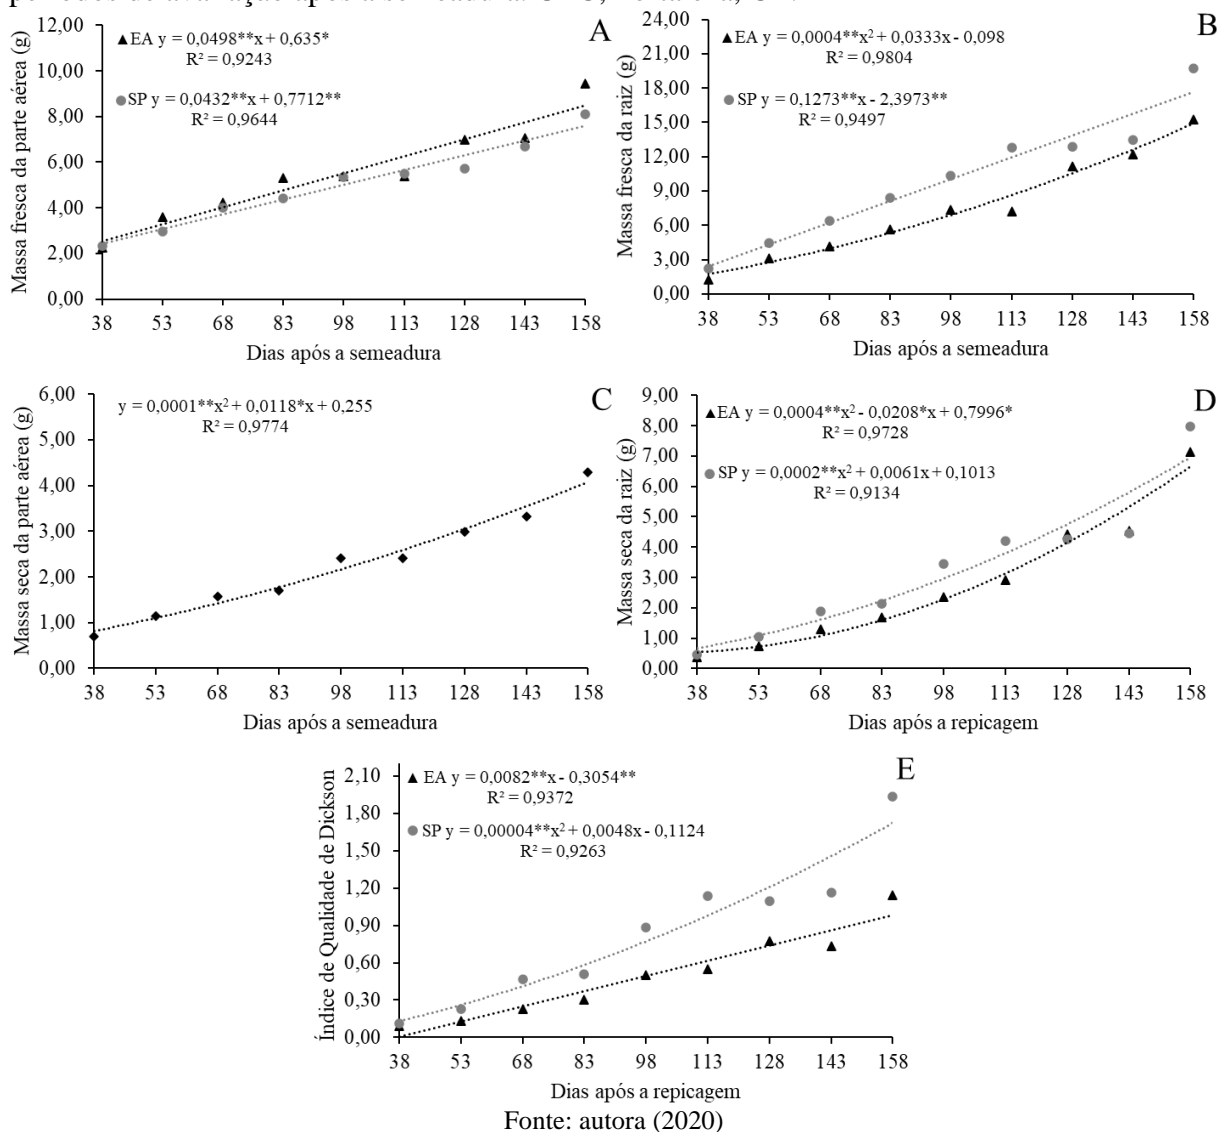 12,00
10,00
8,00
6,00
4,00
2,00
0,00
Massa fresca da parte aérea (g)
EA y = 0,0498**x + 0,635*
R² = 0,9243
SP y = 0,0432**x + 0,7712**
R² = 0,9644
A
38 53 68 83 98 113 128 143 158
Dias após a semeadura
24,00
21,00
18,00
15,00
12,00
9,00
6,00
3,00
0,00
Massa fresca da raiz (g)
EA y = 0,0004**x² + 0,0333x - 0,098
R² = 0,9804
SP y = 0,1273**x - 2,3973**
R² = 0,9497
B
38 53 68 83 98 113 128 143 158
Dias após a semeadura
6,00
5,00
4,00
3,00
2,00
1,00
0,00
Massa seca da parte aérea (g)
y = 0,0001**x² + 0,0118*x + 0,255
R² = 0,9774
C
38 53 68 83 98 113 128 143 158
Dias após a semeadura
9,00
8,00
7,00
6,00
5,00
4,00
3,00
2,00
1,00
0,00
Massa seca da raiz (g)
EA y = 0,0004**x² - 0,0208*x + 0,7996*
R² = 0,9728
SP y = 0,0002**x² + 0,0061x + 0,1013
R² = 0,9134
D
38 53 68 83 98 113 128 143 158
Dias após a repicagem
2,10
1,80
1,50
1,20
0,90
0,60
0,30
0,00
Índice de Qualidade de Dickson
EA y = 0,0082**x - 0,3054**
R² = 0,9372
SP y = 0,00004**x² + 0,0048x - 0,1124
R² = 0,9263
E
38 53 68 83 98 113 128 143 158
Dias após a repicagem
Fonte: autora (2020)